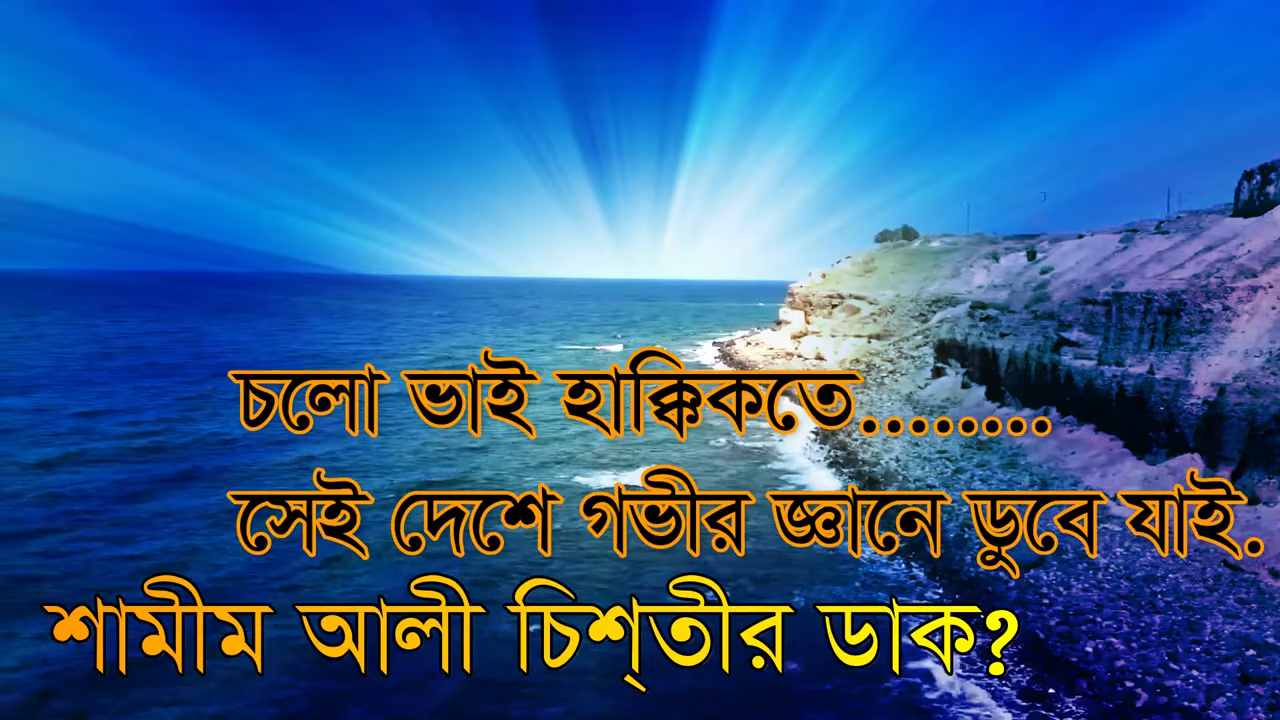 চলো ভাই হাক্কিকতে........
সেই দেশে গভীর জ্ঞানে ডুবে যাই.
শামীম আলী চিশ্‌তীর ডাক?